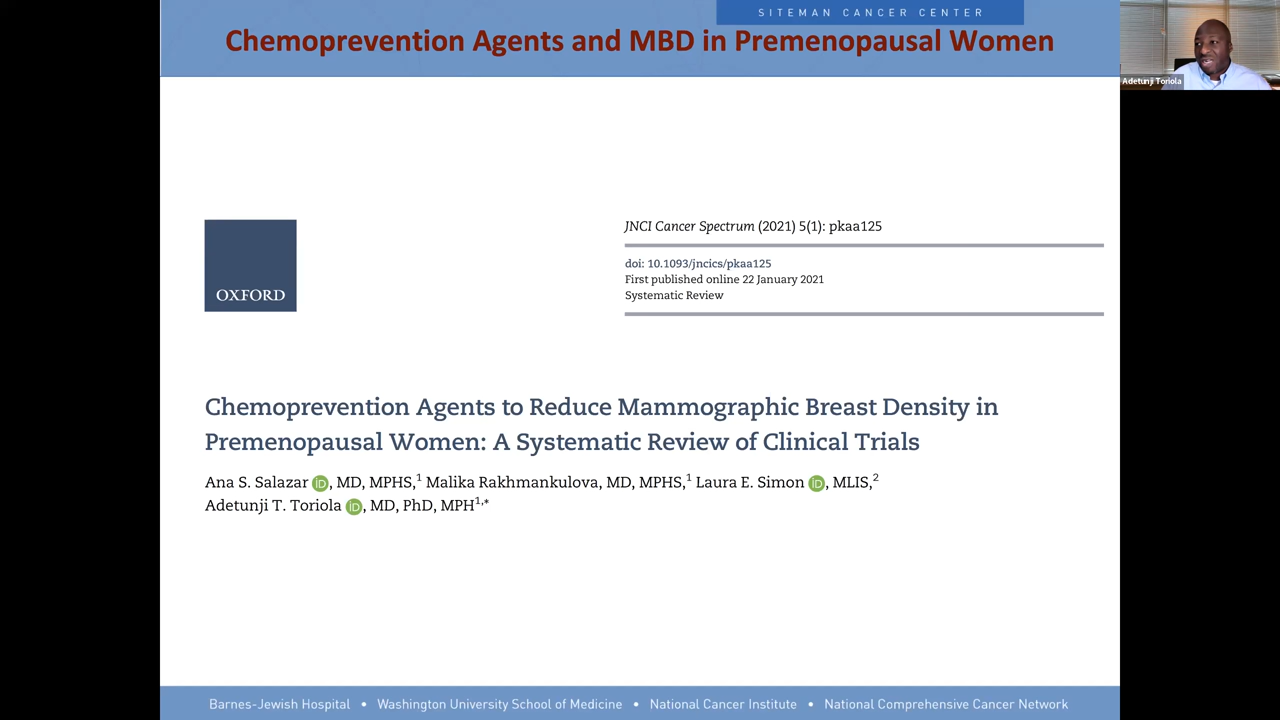 SITEMAN CANCER CENTER
Chemoprevention Agents and MBD in Premenopausal Women
Adetunji Toriola
JNCI Cancer Spectrum (2021) 5(1): pkaa125
doi: 10.1093/jncics/pkaa125
First published online 22 January 2021
Systematic Review
OXFORD
Chemoprevention Agents to Reduce Mammographic Breast Density in
Premenopausal Women: A Systematic Review of Clinical Trials
Ana S. Salazar iD, MD, MPHS,1 Malika Rakhmankulova, MD, MPHS,1 Laura E. Simon iD, MLIS,2
Adetunji T. Toriola iD, MD, PhD, MPH1,*
Barnes-Jewish Hospital • Washington University School of Medicine • National Cancer Institute • National Comprehensive Cancer Network